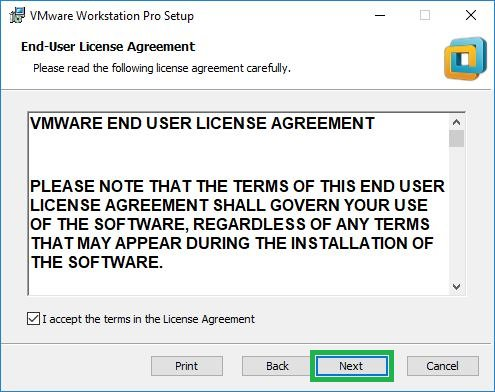 VMware Workstation Pro Setup
End-User License Agreement
Please read the following license agreement carefully.
VMWARE END USER LICENSE AGREEMENT
PLEASE NOTE THAT THE TERMS OF THIS END USER
LICENSE AGREEMENT SHALL GOVERN YOUR USE
OF THE SOFTWARE, REGARDLESS OF ANY TERMS
THAT MAY APPEAR DURING THE INSTALLATION OF
THE SOFTWARE.
I accept the terms in the License Agreement
Print Back Next Cancel